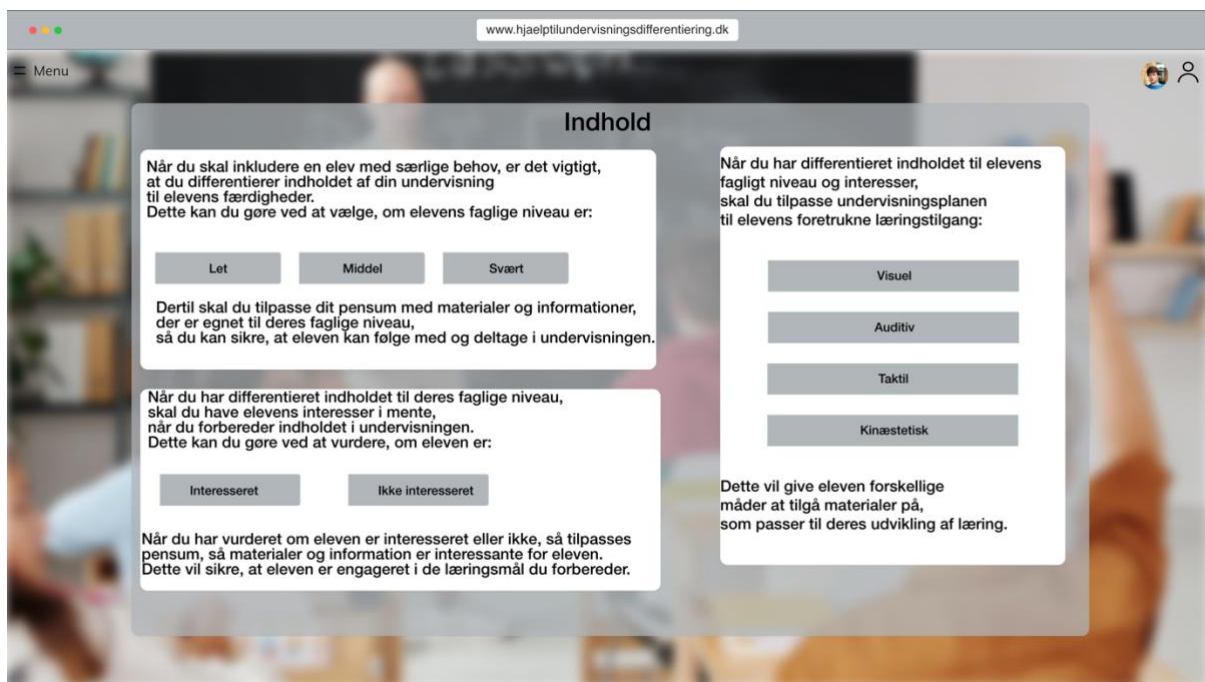 www.hjaelptilundervisningsdifferentiering.dk
Menu
Indhold
Når du skal inkludere en elev med særlige behov, er det vigtigt,
at du differentierer indholdet af din undervisning
til elevens færdigheder.
Dette kan du gøre ved at vælge, om elevens faglige niveau er:
Let
Middel
Svært
Dertil skal du tilpasse dit pensum med materialer og informationer,
der er egnet til deres faglige niveau,
så du kan sikre, at eleven kan følge med og deltage i undervisningen.
Når du har differentieret indholdet til deres faglige niveau,
skal du have elevens interesser i mente,
når du forbereder indholdet i undervisningen.
Dette kan du gøre ved at vurdere, om eleven er:
Interesseret
Ikke interesseret
Når du har vurderet om eleven er interesseret eller ikke, så tilpasses
pensum, så materialer og information er interessante for eleven.
Dette vil sikre, at eleven er engageret i de læringsmål du forbereder.
Når du har differentieret indholdet til elevens
fagligt niveau og interesser,
skal du tilpasse undervisningsplanen
til elevens foretrukne læringstilgang:
Visuel
Auditiv
Taktil
Kinæstetisk
Dette vil give eleven forskellige
måder at tilgå materialer på,
som passer til deres udvikling af læring.